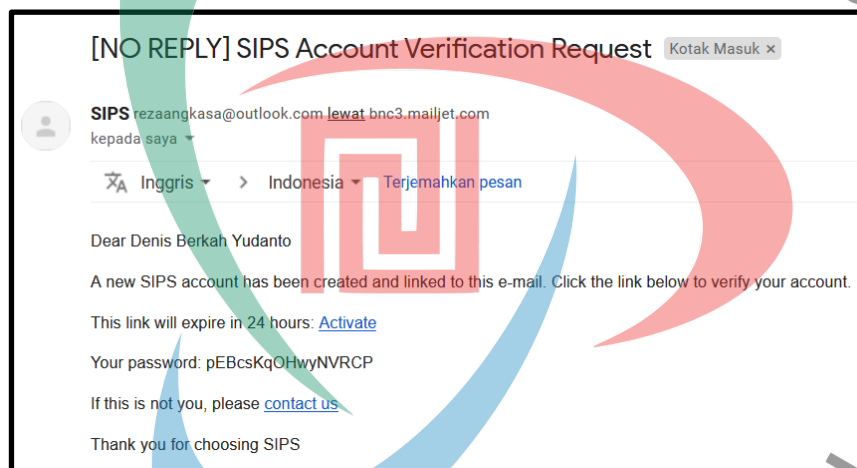 [NO REPLY] SIPS Account Verification Request Kotak Masuk ×
SIPS rezaangkasa@outlook.com lewat bnc3.mailjet.com
kepada saya
Inggris > Indonesia Terjemahkan pesan
Dear Denis Berkah Yudanto
A new SIPS account has been created and linked to this e-mail. Click the link below to verify your account.
This link will expire in 24 hours: Activate
Your password: pEBcsKqOHwyNVRCP
If this is not you, please contact us
Thank you for choosing SIPS